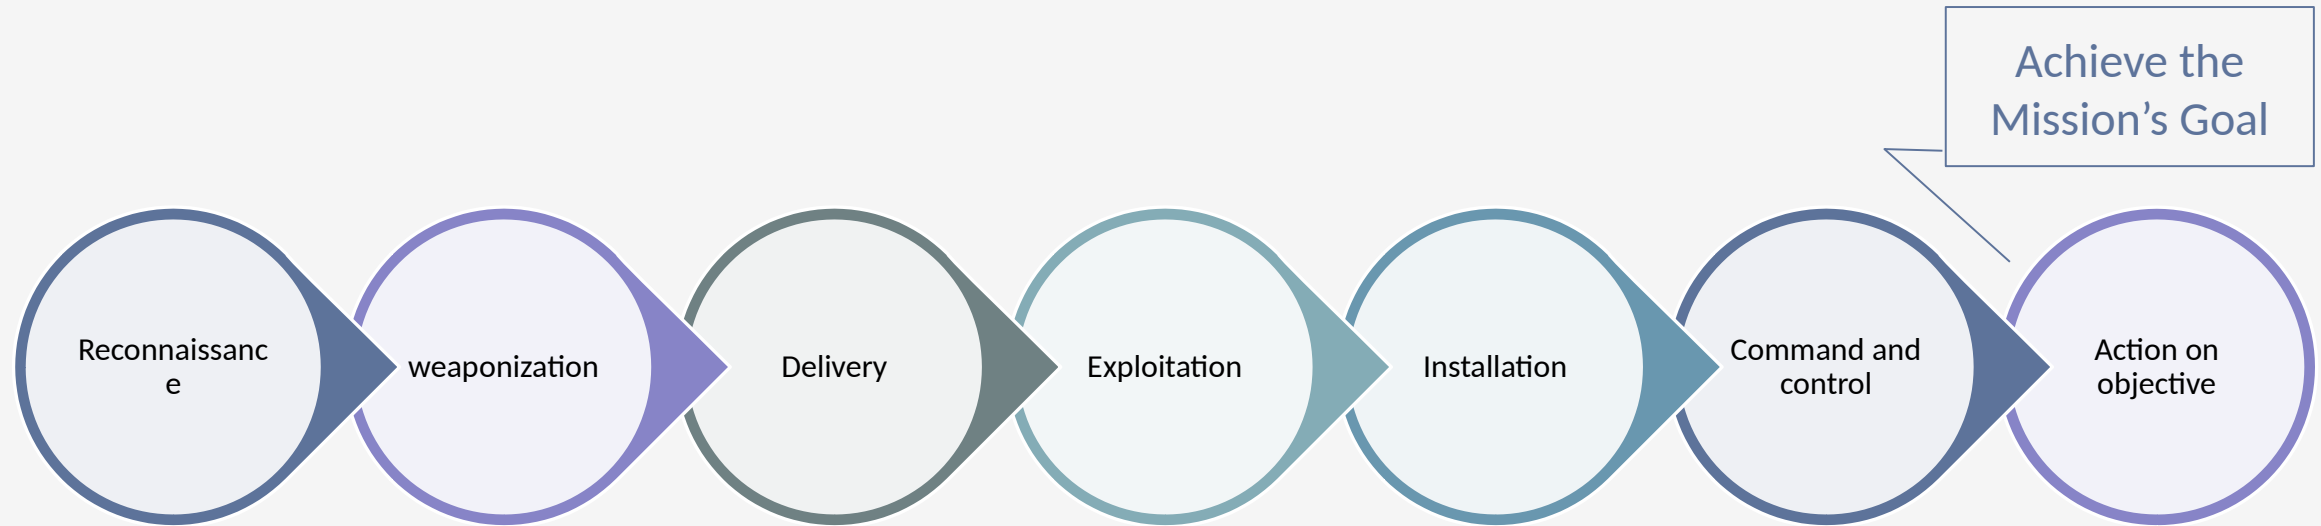 Achieve the
Mission’s Goal
Reconnaissanc
e
weaponization
Delivery
Exploitation
Installation
Command and
control
Action on
objective